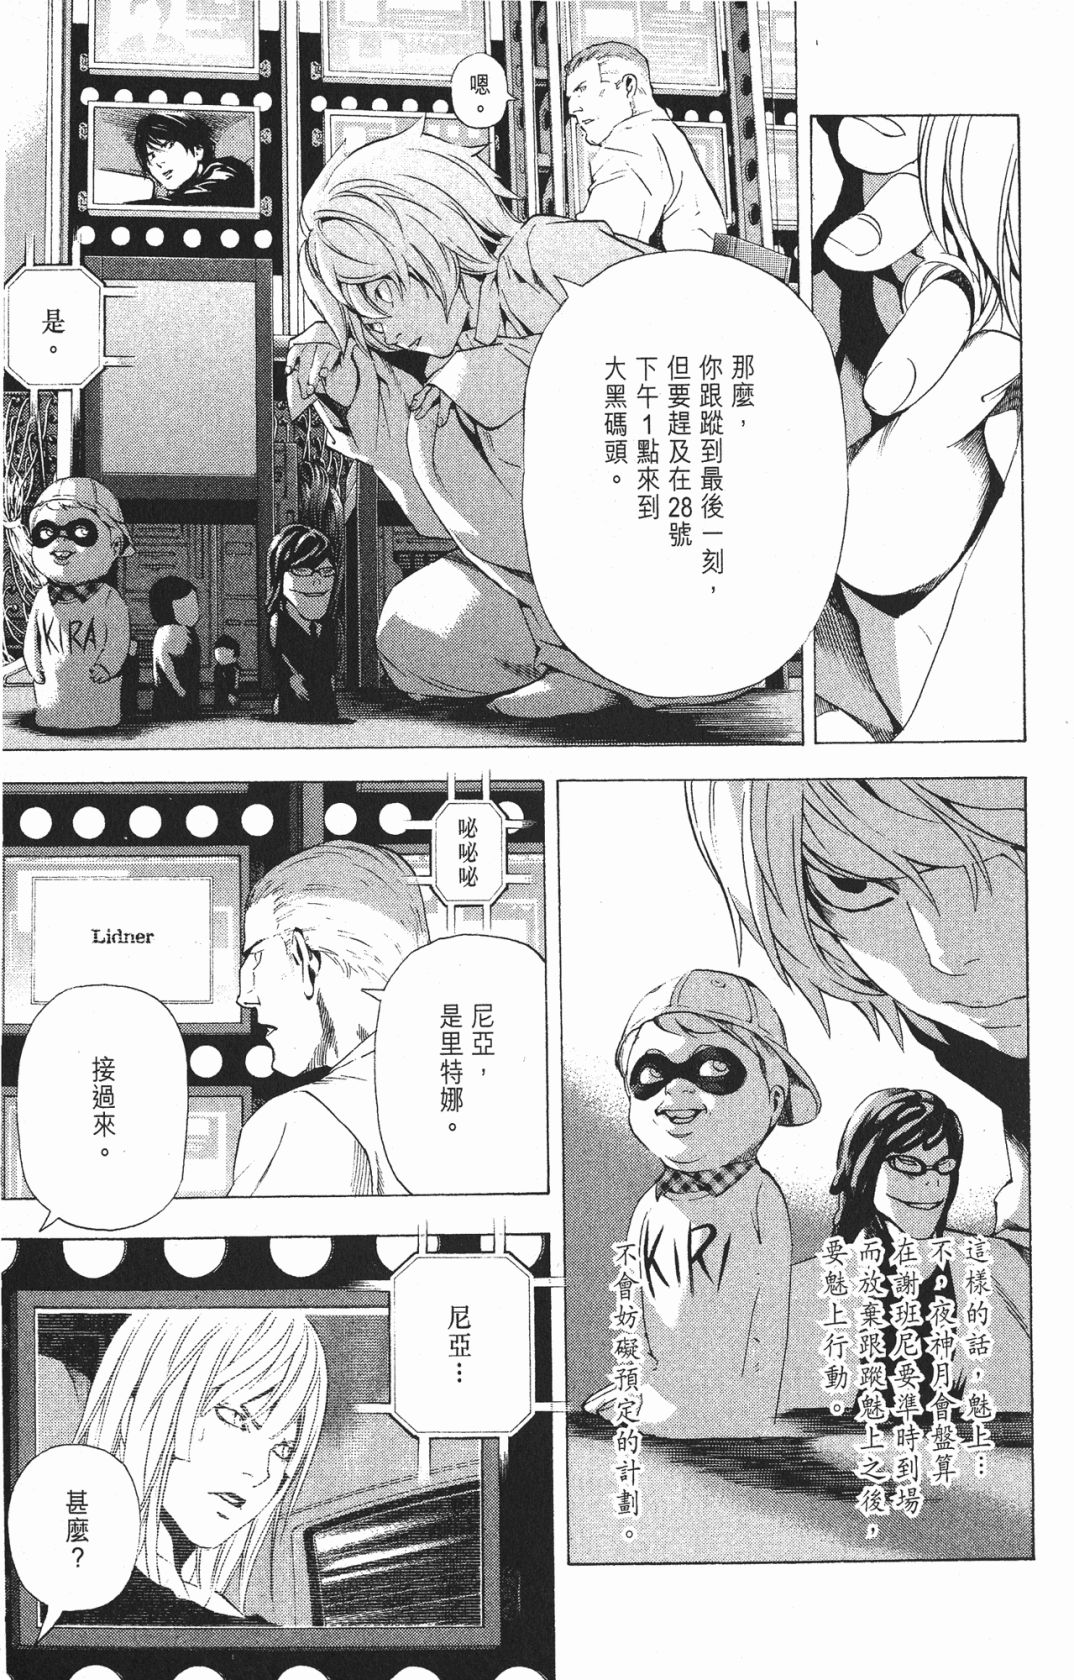 嗯。
那麼，
你跟蹤到最後一刻，
但要趕及在28號
下午1點來到
大黑碼頭。
是。
KIRA
這樣的話，魅上…
不，夜神月會盤算
在謝班尼要準時到場
而放棄跟蹤魅上之後，
要魅上行動。
不會妨礙預定的計劃。
KIRA
咇咇咇
尼亞，
是里特娜。
Lidner
接過來。
尼亞…
甚麼？